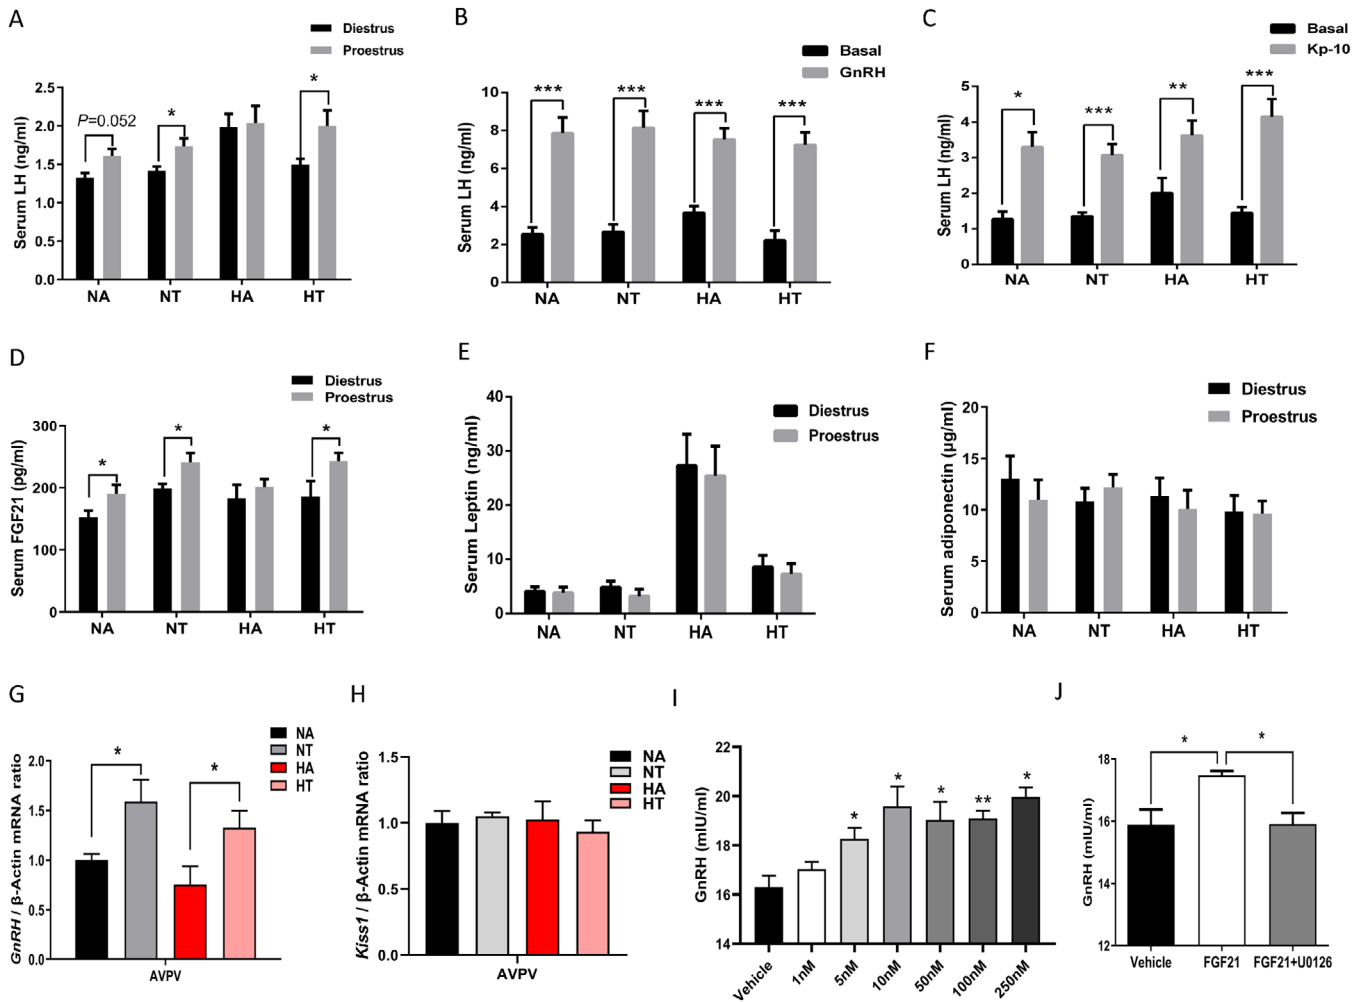 A
Diestrus
Proestrus
Serum LH (ng/ml)
2.5
2.0
1.5
1.0
0.5
0.0
P=0.052
*
*
NA NT HA HT
B
Basal
GnRH
Serum LH (ng/ml)
10
8
6
4
2
0
*** *** *** ***
NA NT HA HT
C
Basal
Kp-10
Serum LH (ng/ml)
5
4
3
2
1
0
* *** ** ***
NA NT HA HT
D
Diestrus
Proestrus
Serum FGF21 (pg/ml)
300
200
100
0
* * *
NA NT HA HT
E
Diestrus
Proestrus
Serum Leptin (ng/ml)
40
30
20
10
0
NA NT HA HT
F
Diestrus
Proestrus
Serum adiponectin (μg/ml)
20
15
10
5
0
NA NT HA HT
G
NA
NT
HA
HT
GnRH / β-Actin mRNA ratio
2.0
1.5
1.0
0.5
0.0
* *
AVPV
H
NA
NT
HA
HT
Kiss1 / β-Actin mRNA ratio
1.5
1.0
0.5
0.0
AVPV
I
GnRH (mIU/ml)
22
20
18
16
14
* * * ** *
Vehicle 1nM 5nM 10nM 50nM 100nM 250nM
J
GnRH (mIU/ml)
18
16
14
12
* *
Vehicle FGF21 FGF21+U0126